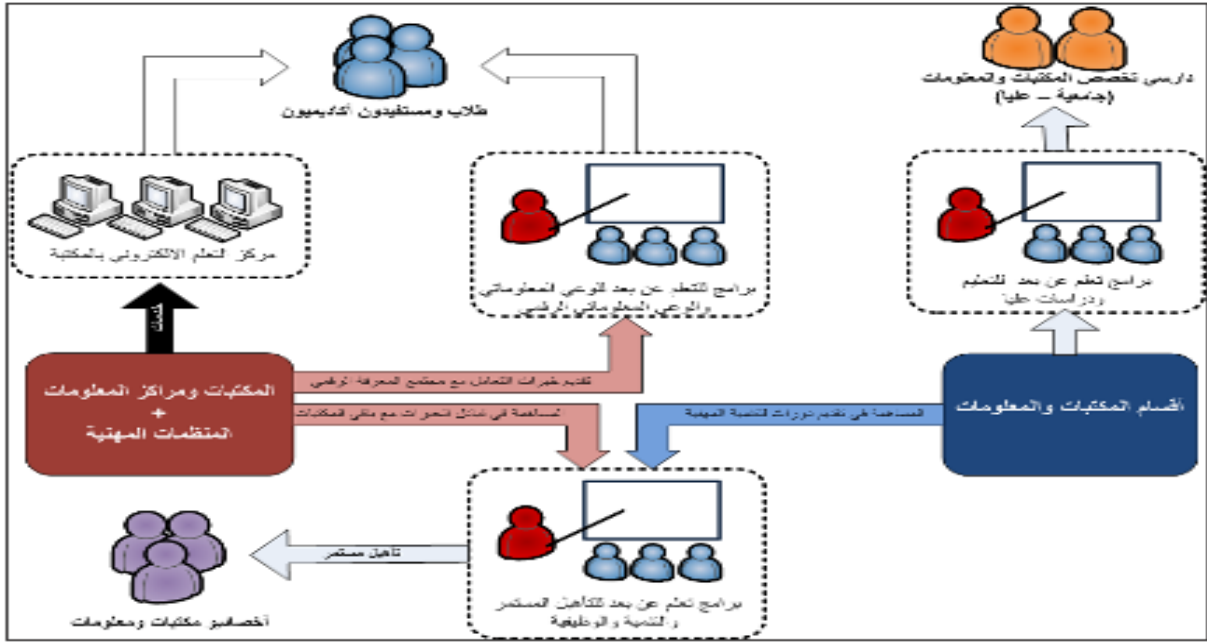 طلاب ومستفيدون أكاديميون
دارسى تخصص المكتبات والمعلومات
(جامعية – عليا)
مركز التعلم الالكتروني بالمكتبة
برامج للتعلم عن بعد للوعي المعلوماتي
والوعي المعلوماتي الرقمي
برامج تعلم عن بعد للتعليم
ودراسات عليا
خدمات
المكتبات ومراكز المعلومات
+
المنظمات المهنية
تقديم خبرات التعامل مع مجتمع المعرفة الرقمي
المساهمة في تبادل الخبرات مع باقي المكتبات
المساهمة في تقديم دورات للتنمية المهنية
أقسام المكتبات والمعلومات
تأهيل مستمر
برامج تعلم عن بعد للتأهيل المستمر
والتنمية والوظيفية
أخصائيو مكتبات ومعلومات